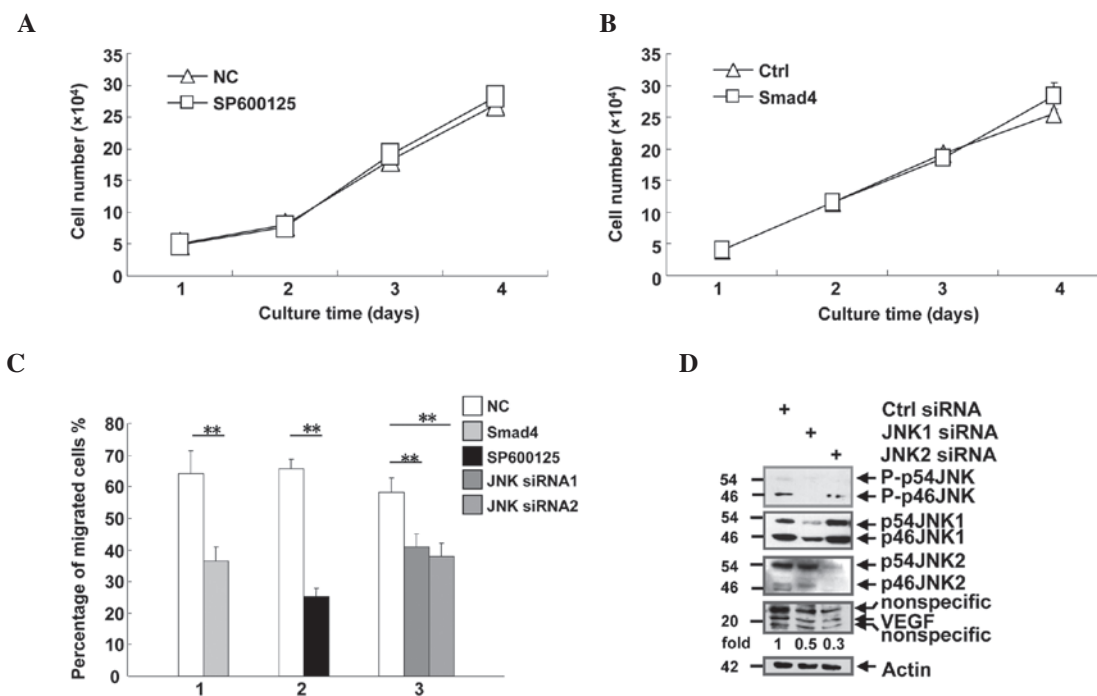 A
NC
SP600125
Cell number (×10⁴)
35
30
25
20
15
10
5
0
1 2 3 4
Culture time (days)
B
Ctrl
Smad4
Cell number (×10⁴)
35
30
25
20
15
10
5
0
1 2 3 4
Culture time (days)
C
Percentage of migrated cells %
80
70
60
50
40
30
20
10
0
** ** ** **
NC
Smad4
SP600125
JNK siRNA1
JNK siRNA2
1 2 3
D
+ Ctrl siRNA
+ JNK1 siRNA
+ JNK2 siRNA
54 P-p54JNK
46 P-p46JNK
54 p54JNK1
46 p46JNK1
54 p54JNK2
46 p46JNK2
nonspecific
20 VEGF
nonspecific
fold 1 0.5 0.3
42 Actin